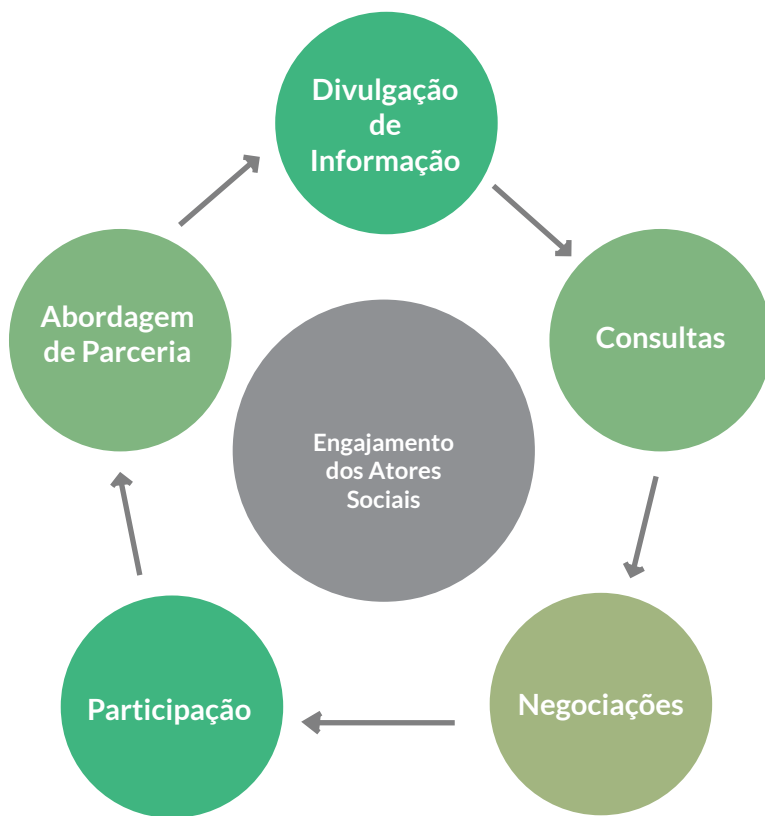 Divulgação
de
Informação
Abordagem
de Parceria
Consultas
Engajamento
dos Atores
Sociais
Participação
Negociações